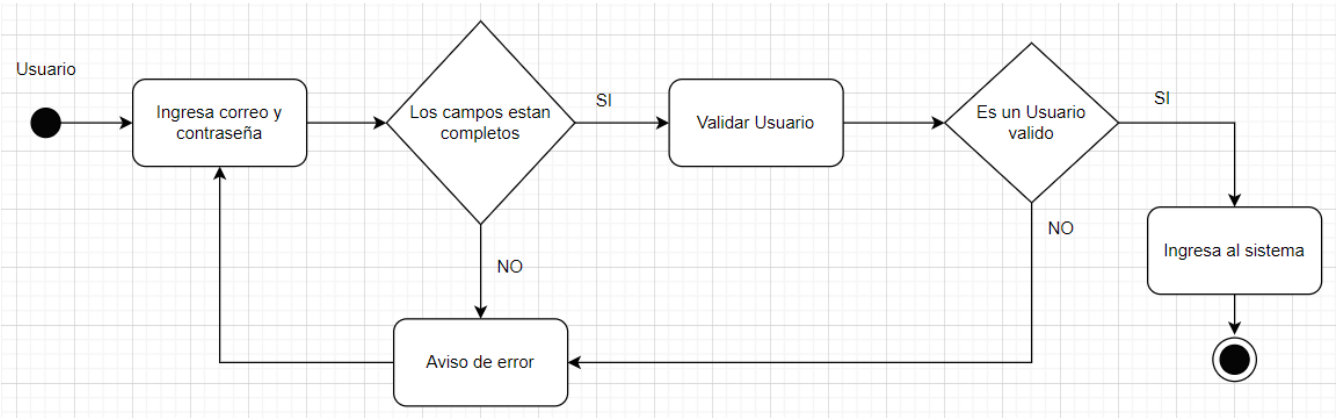 Usuario
Ingresa correo y
contraseña
Los campos estan
completos
SI
Validar Usuario
Es un Usuario
valido
SI
NO
Ingresa al sistema
NO
Aviso de error